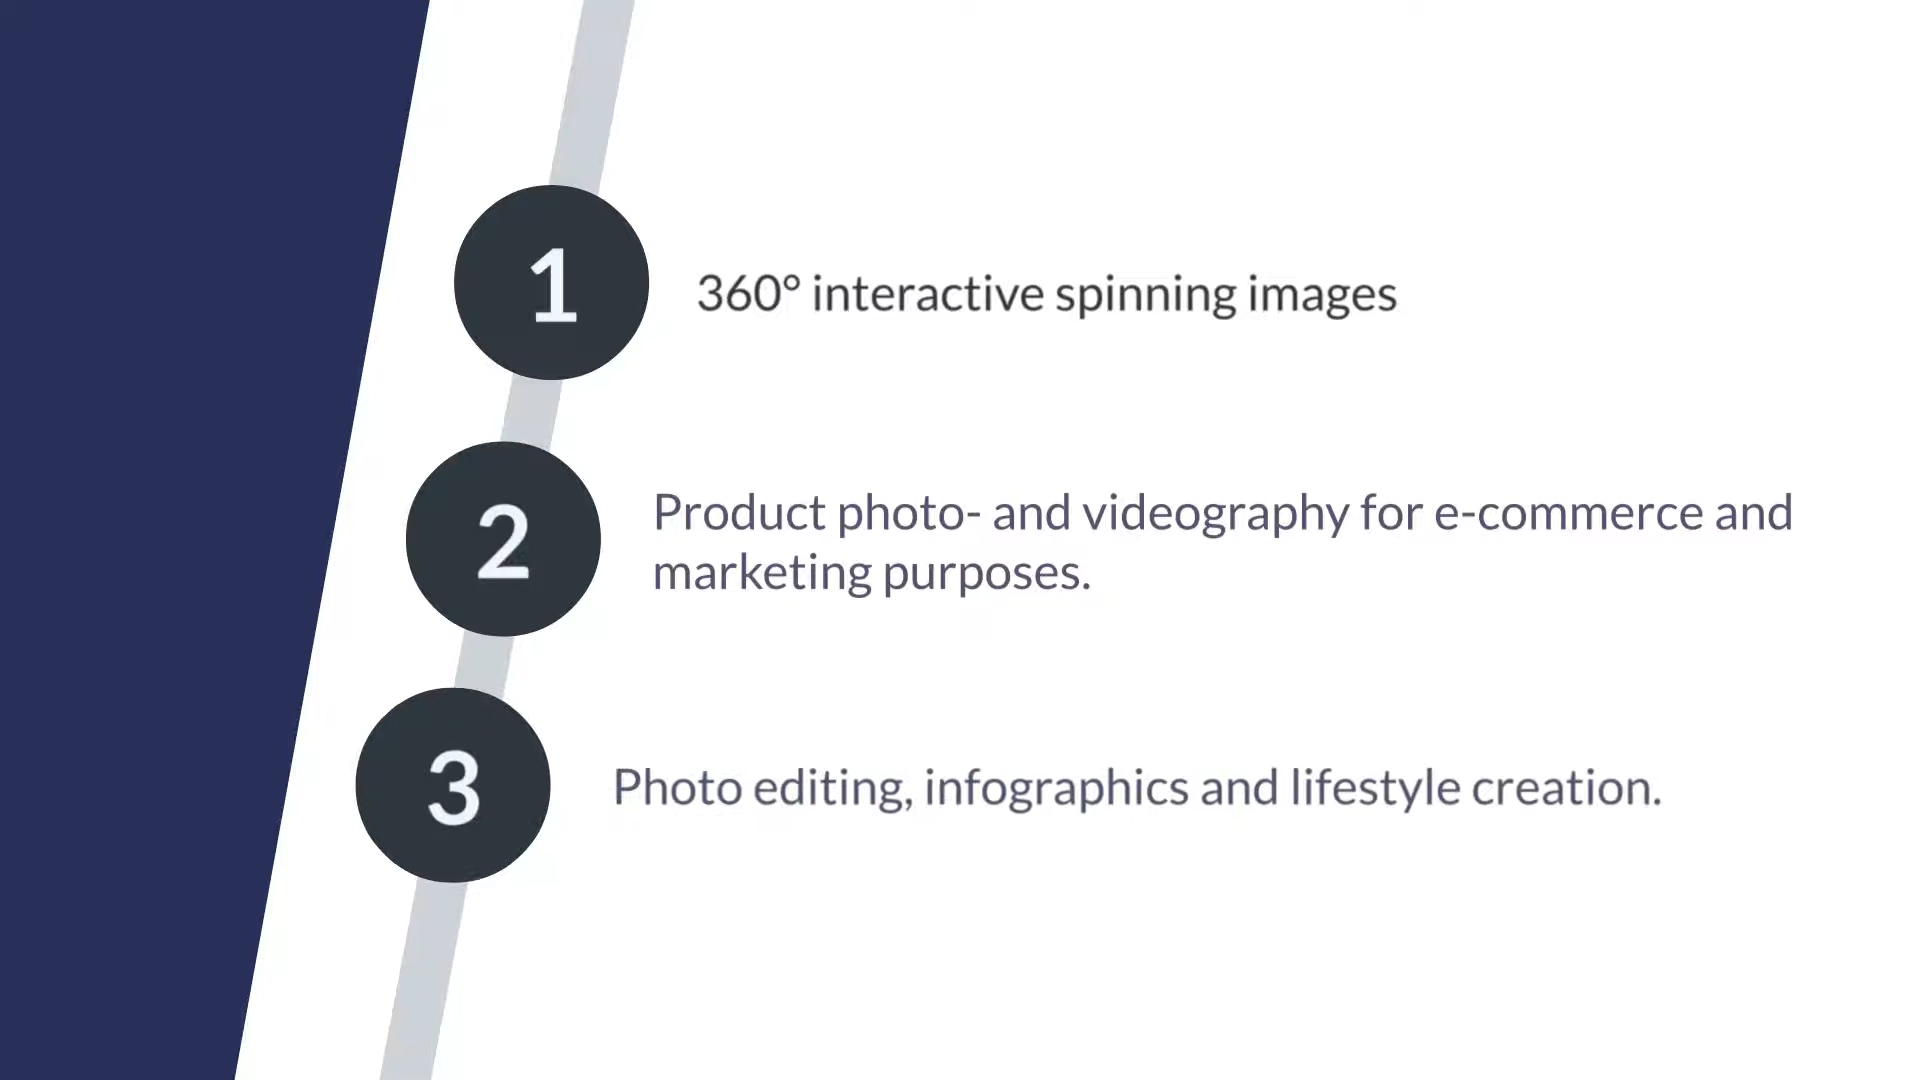 1
360° interactive spinning images
2
Product photo- and videography for e-commerce and
marketing purposes.
3
Photo editing, infographics and lifestyle creation.